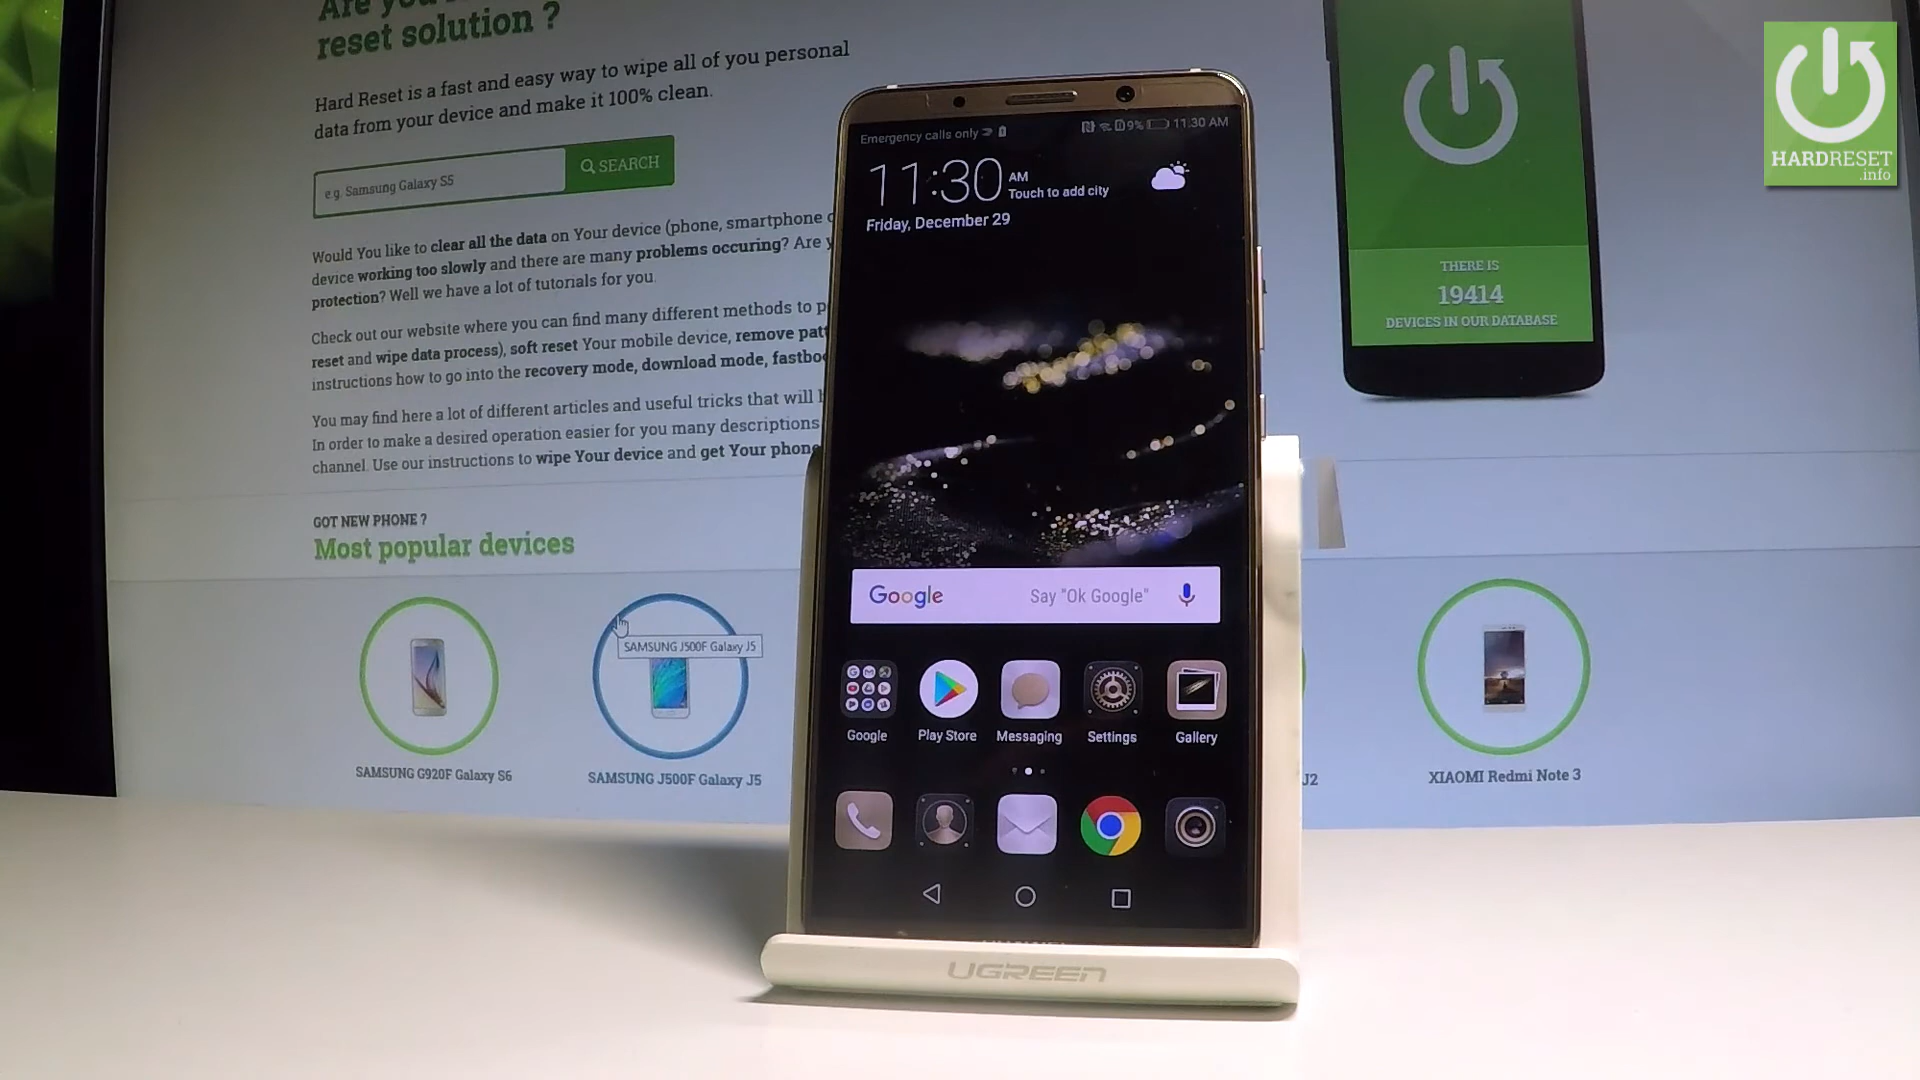 Are you
reset solution ?
Hard Reset is a fast and easy way to wipe all of you personal
data from your device and make it 100% clean.
e.g. Samsung Galaxy S5
SEARCH
Would You like to clear all the data on Your device (phone, smartphone
device working too slowly and there are many problems occuring? Are
protection? Well we have a lot of tutorials for you.
Check out our website where you can find many different methods to
reset and wipe data process), soft reset Your mobile device, remove
instructions how to go into the recovery mode, download mode,
You may find here a lot of different articles and useful tricks that will
In order to make a desired operation easier for you many descriptions
channel. Use our instructions to wipe Your device and get Your phone
GOT NEW PHONE ?
Most popular devices
SAMSUNG J500F Galaxy J5
SAMSUNG G920F Galaxy S6
SAMSUNG J500F Galaxy J5
J2
XIAOMI Redmi Note 3
THERE IS
19414
DEVICES IN OUR DATABASE
HARDRESET
.info
Emergency calls only
9%
11:30 AM
11:30 AM
Touch to add city
Friday, December 29
Google
Say "Ok Google"
Google
Play Store
Messaging
Settings
Gallery
UGREEN